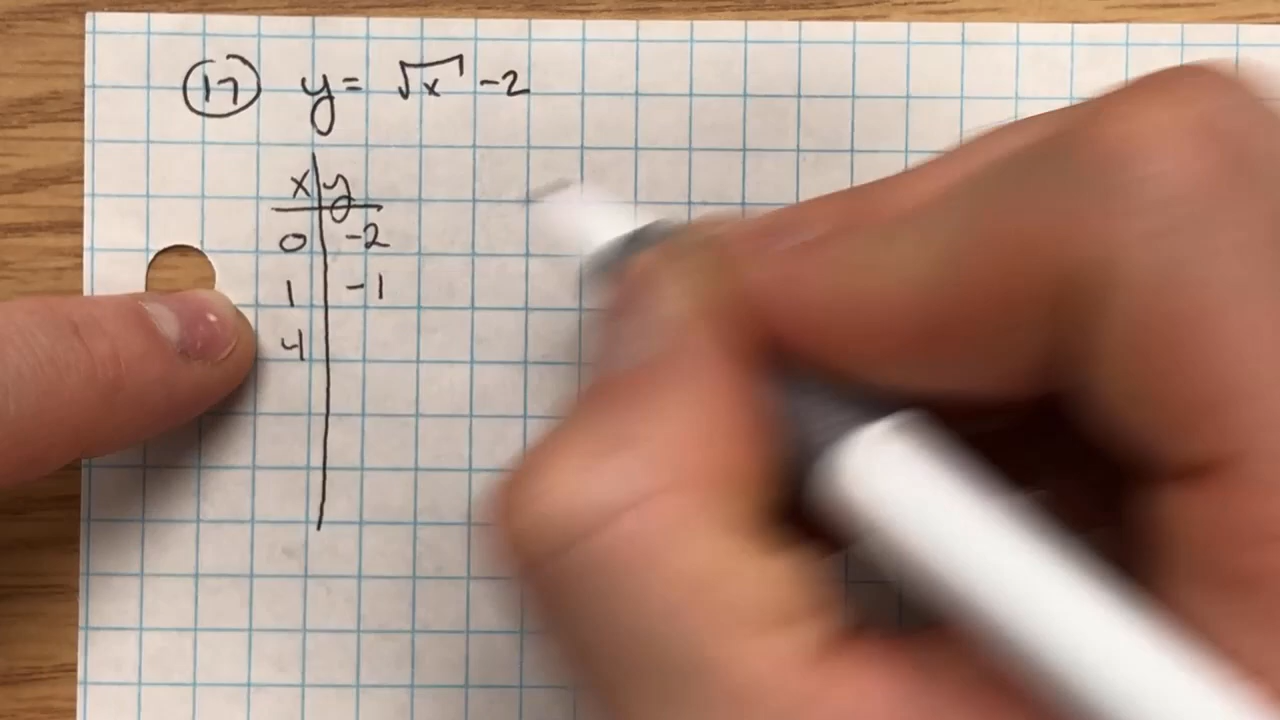 17 y = √x -2
x y
0 -2
1 -1
4